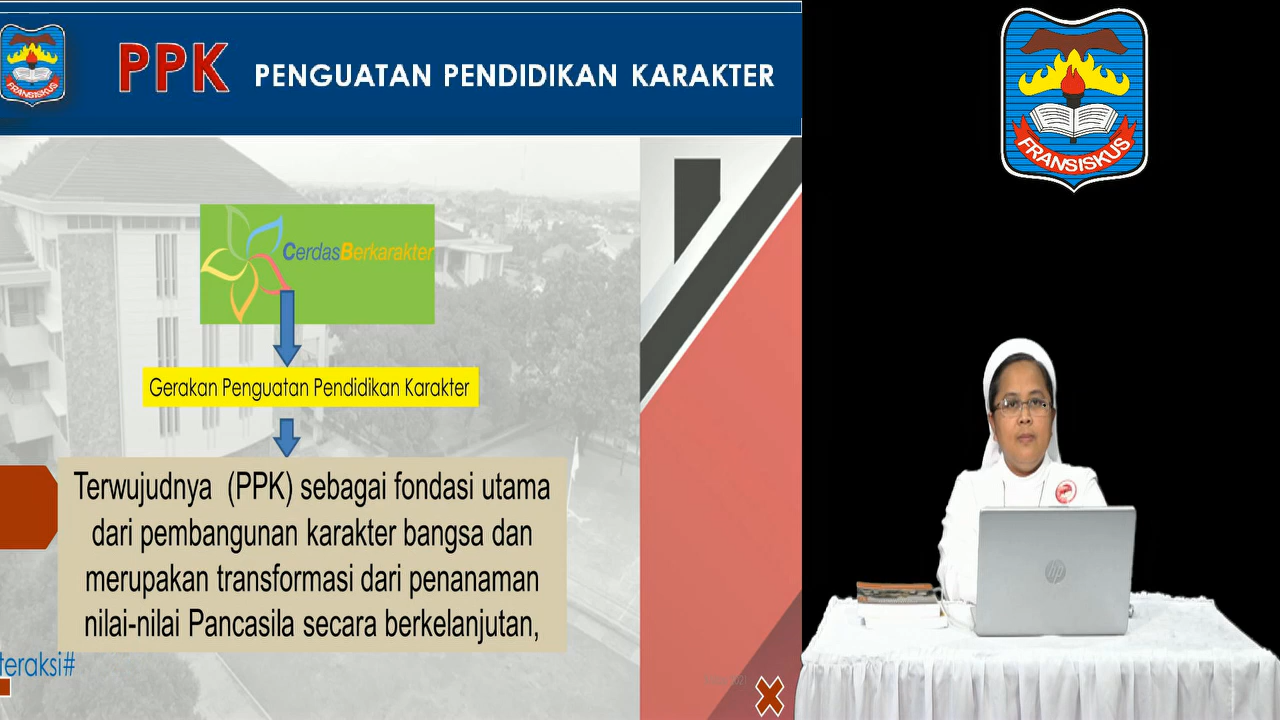 FRANSISKUS
PPK PENGUATAN PENDIDIKAN KARAKTER
CerdasBerkarakter
Gerakan Penguatan Pendidikan Karakter
Terwujudnya (PPK) sebagai fondasi utama
dari pembangunan karakter bangsa dan
merupakan transformasi dari penanaman
nilai-nilai Pancasila secara berkelanjutan,
teraksi#
FRANSISKUS
hp